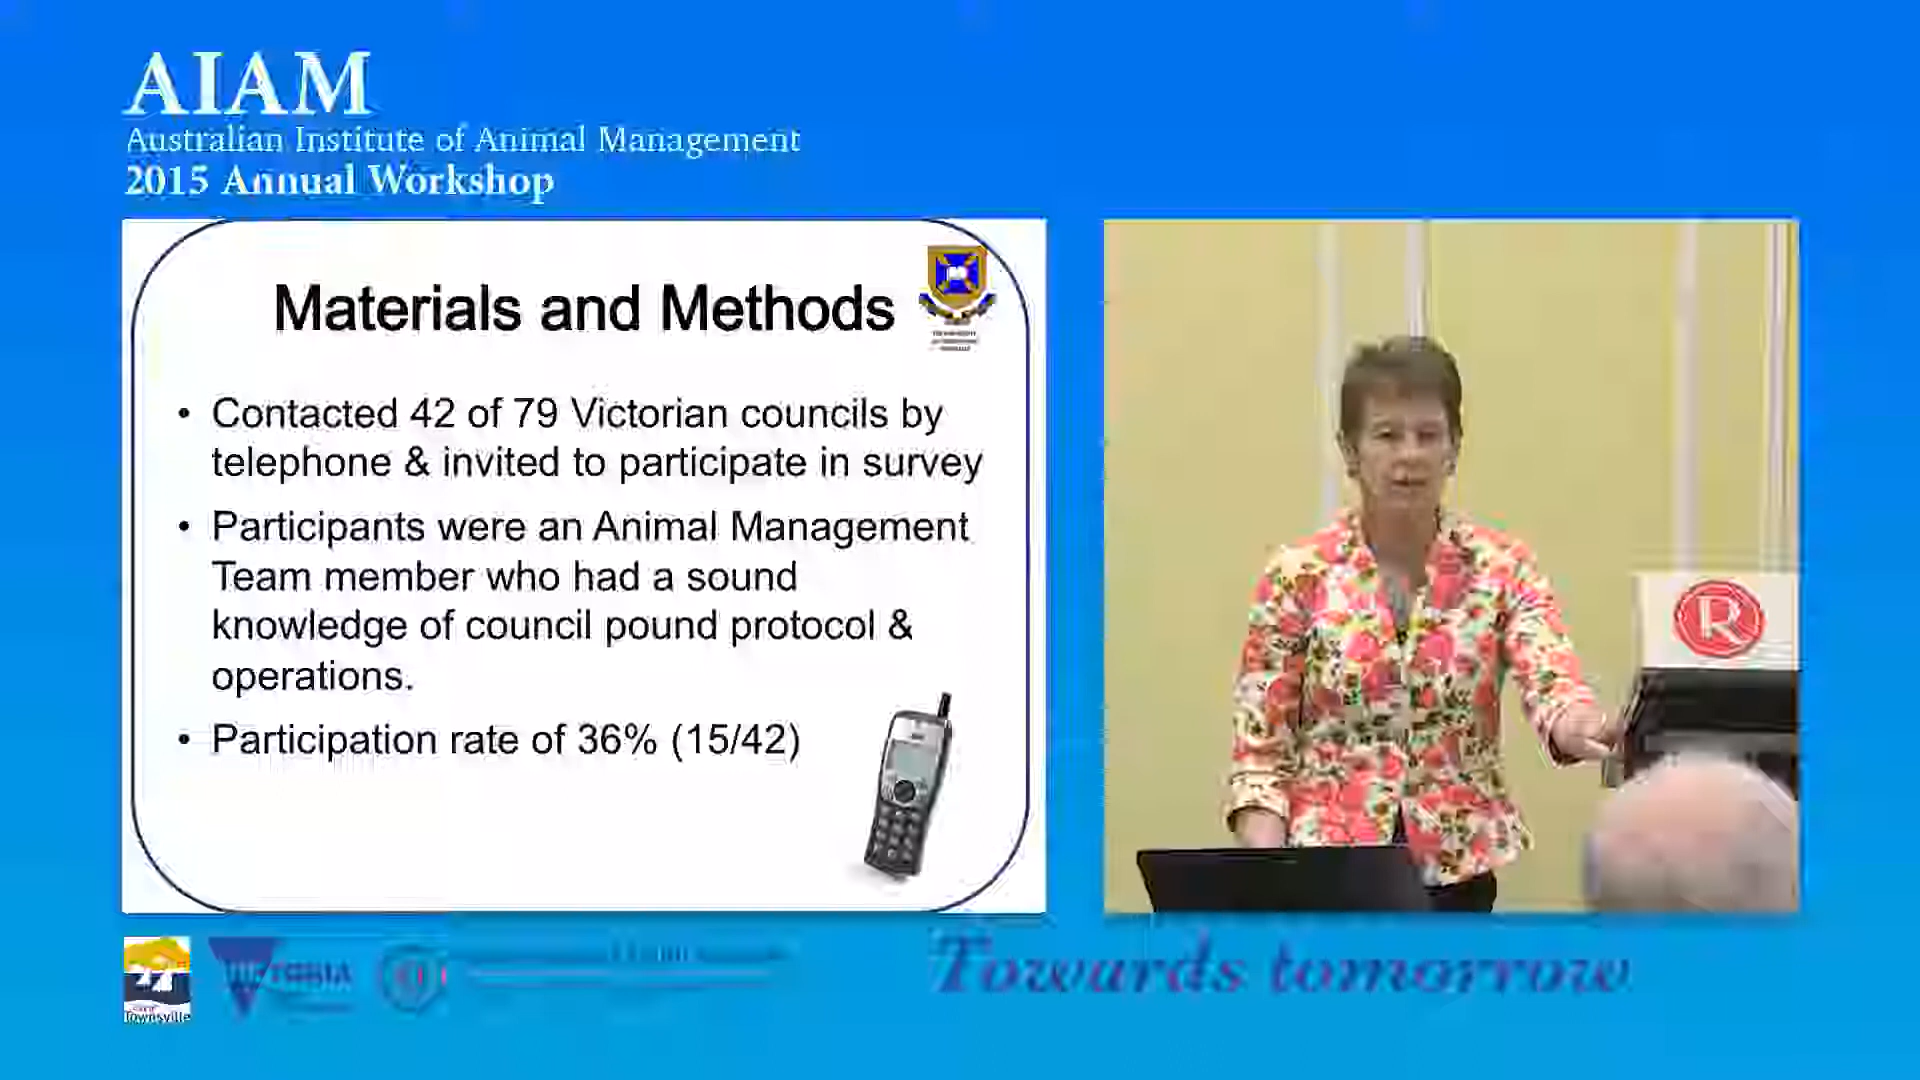 AIAM
Australian Institute of Animal Management
2015 Annual Workshop
Materials and Methods
• Contacted 42 of 79 Victorian councils by
telephone & invited to participate in survey
• Participants were an Animal Management
Team member who had a sound
knowledge of council pound protocol &
operations.
• Participation rate of 36% (15/42)
R
Townsville
VICTORIA
Towards tomorrow